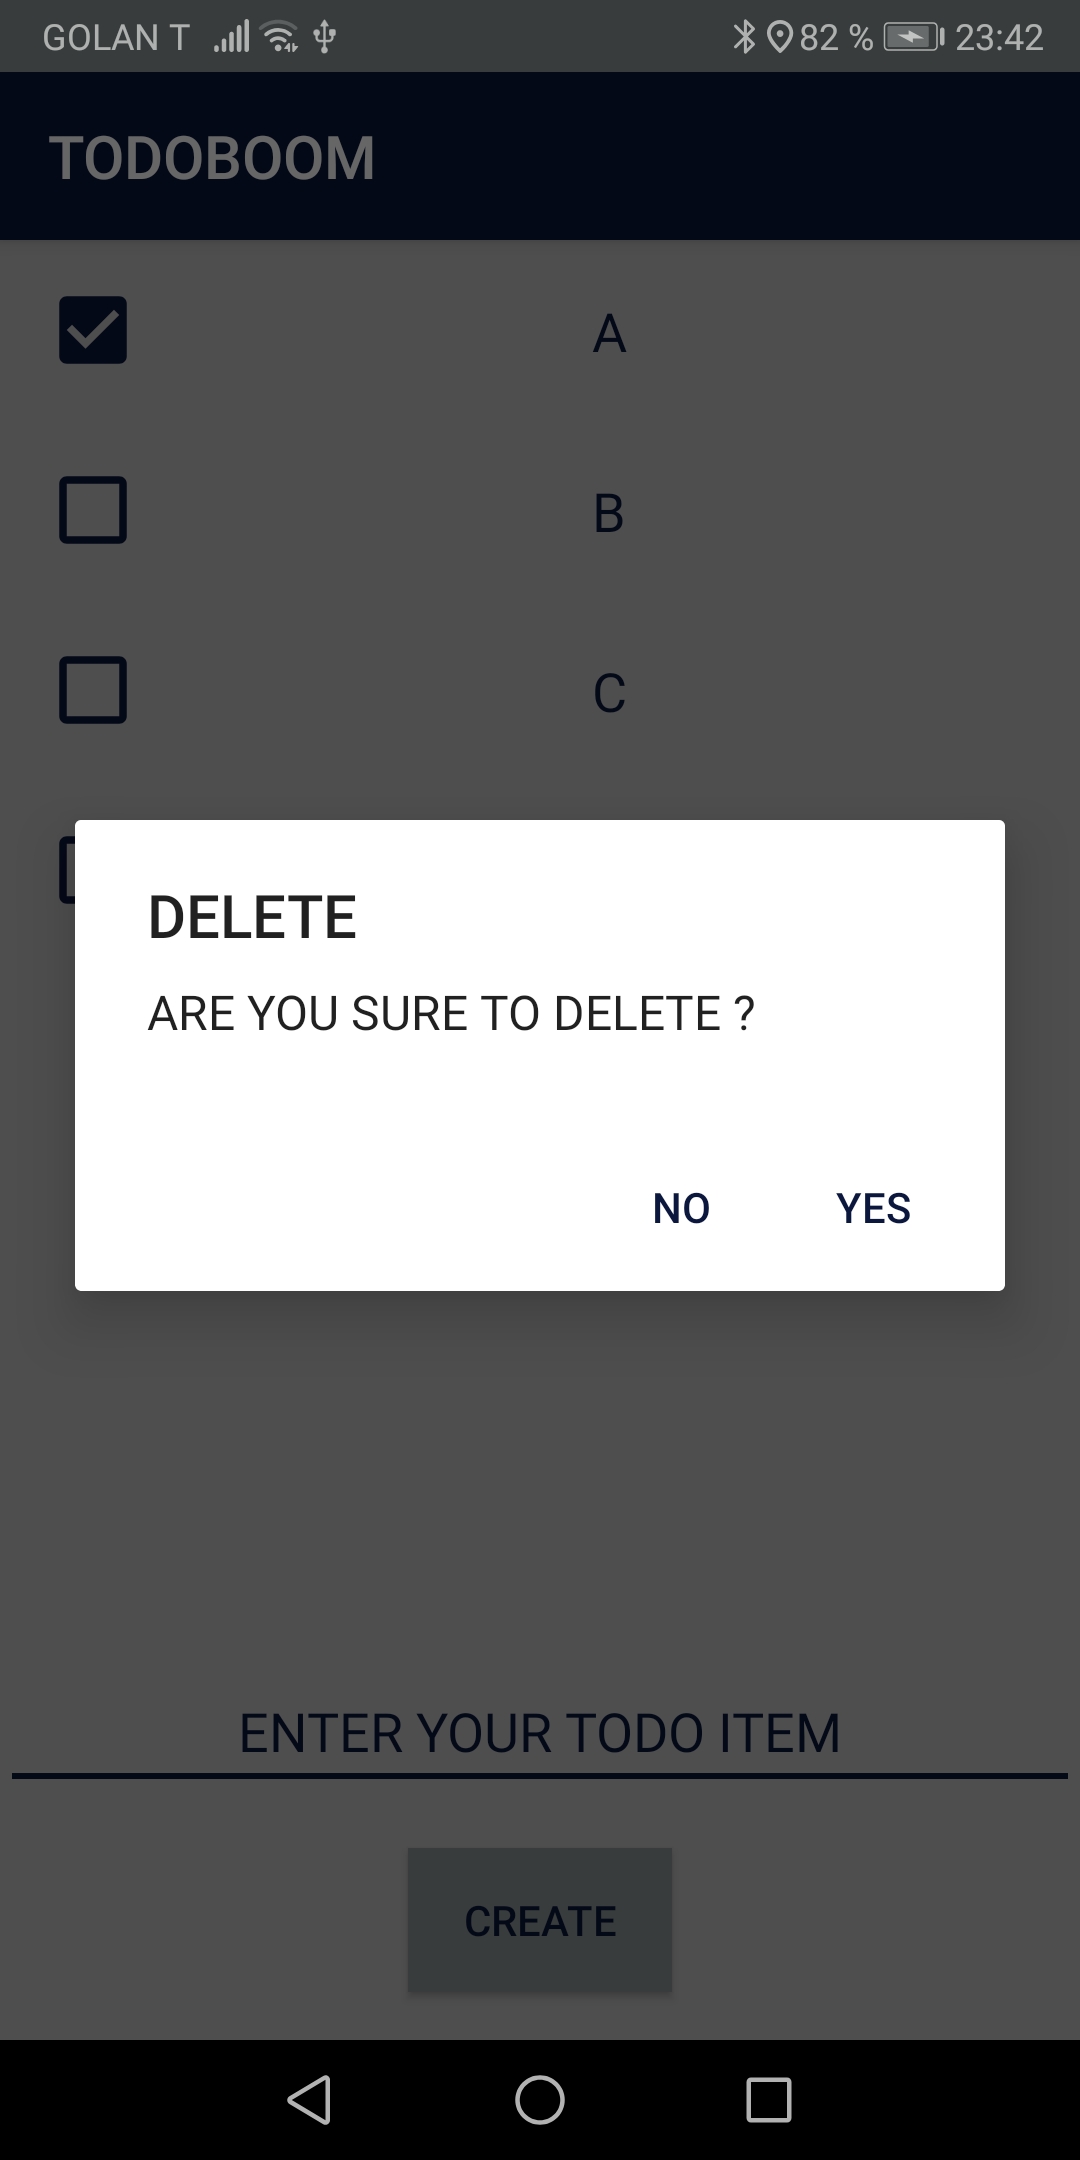 GOLAN T 82 % 23:42
TODOBOOM
A
B
C
DELETE
ARE YOU SURE TO DELETE ?
NO YES
ENTER YOUR TODO ITEM
CREATE